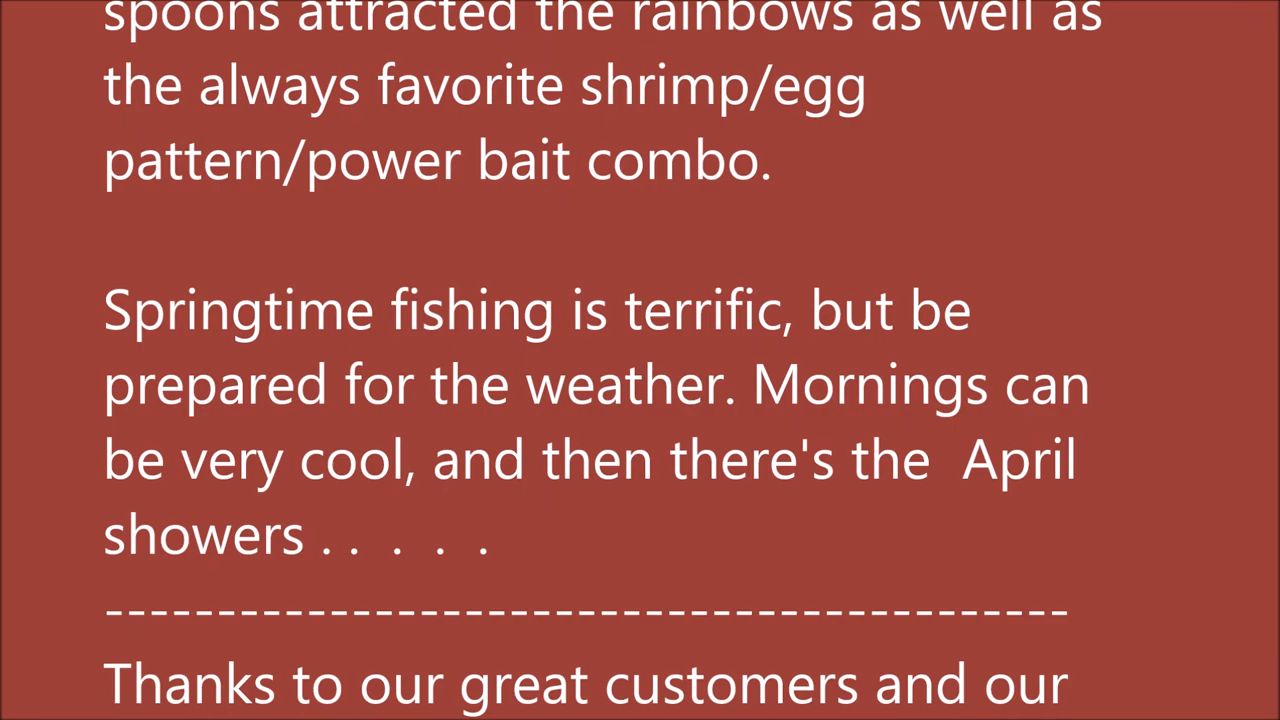 spoons attracted the rainbows as well as
the always favorite shrimp/egg
pattern/power bait combo.
Springtime fishing is terrific, but be
prepared for the weather. Mornings can
be very cool, and then there's the  April
showers . .  .  .  .
-------------------------------------------
Thanks to our great customers and our